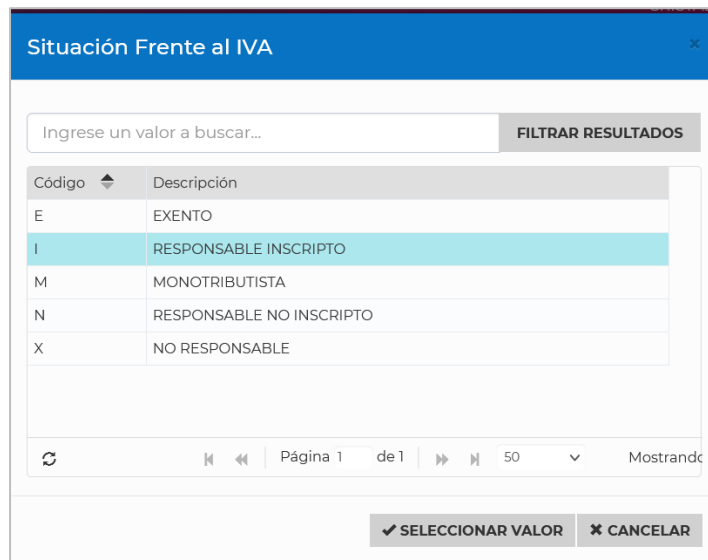 Situación Frente al IVA
Ingrese un valor a buscar... FILTRAR RESULTADOS
Código Descripción
E EXENTO
I RESPONSABLE INSCRIPTO
M MONOTRIBUTISTA
N RESPONSABLE NO INSCRIPTO
X NO RESPONSABLE
Página 1 de 1 50 Mostrando
SELECCIONAR VALOR CANCELAR